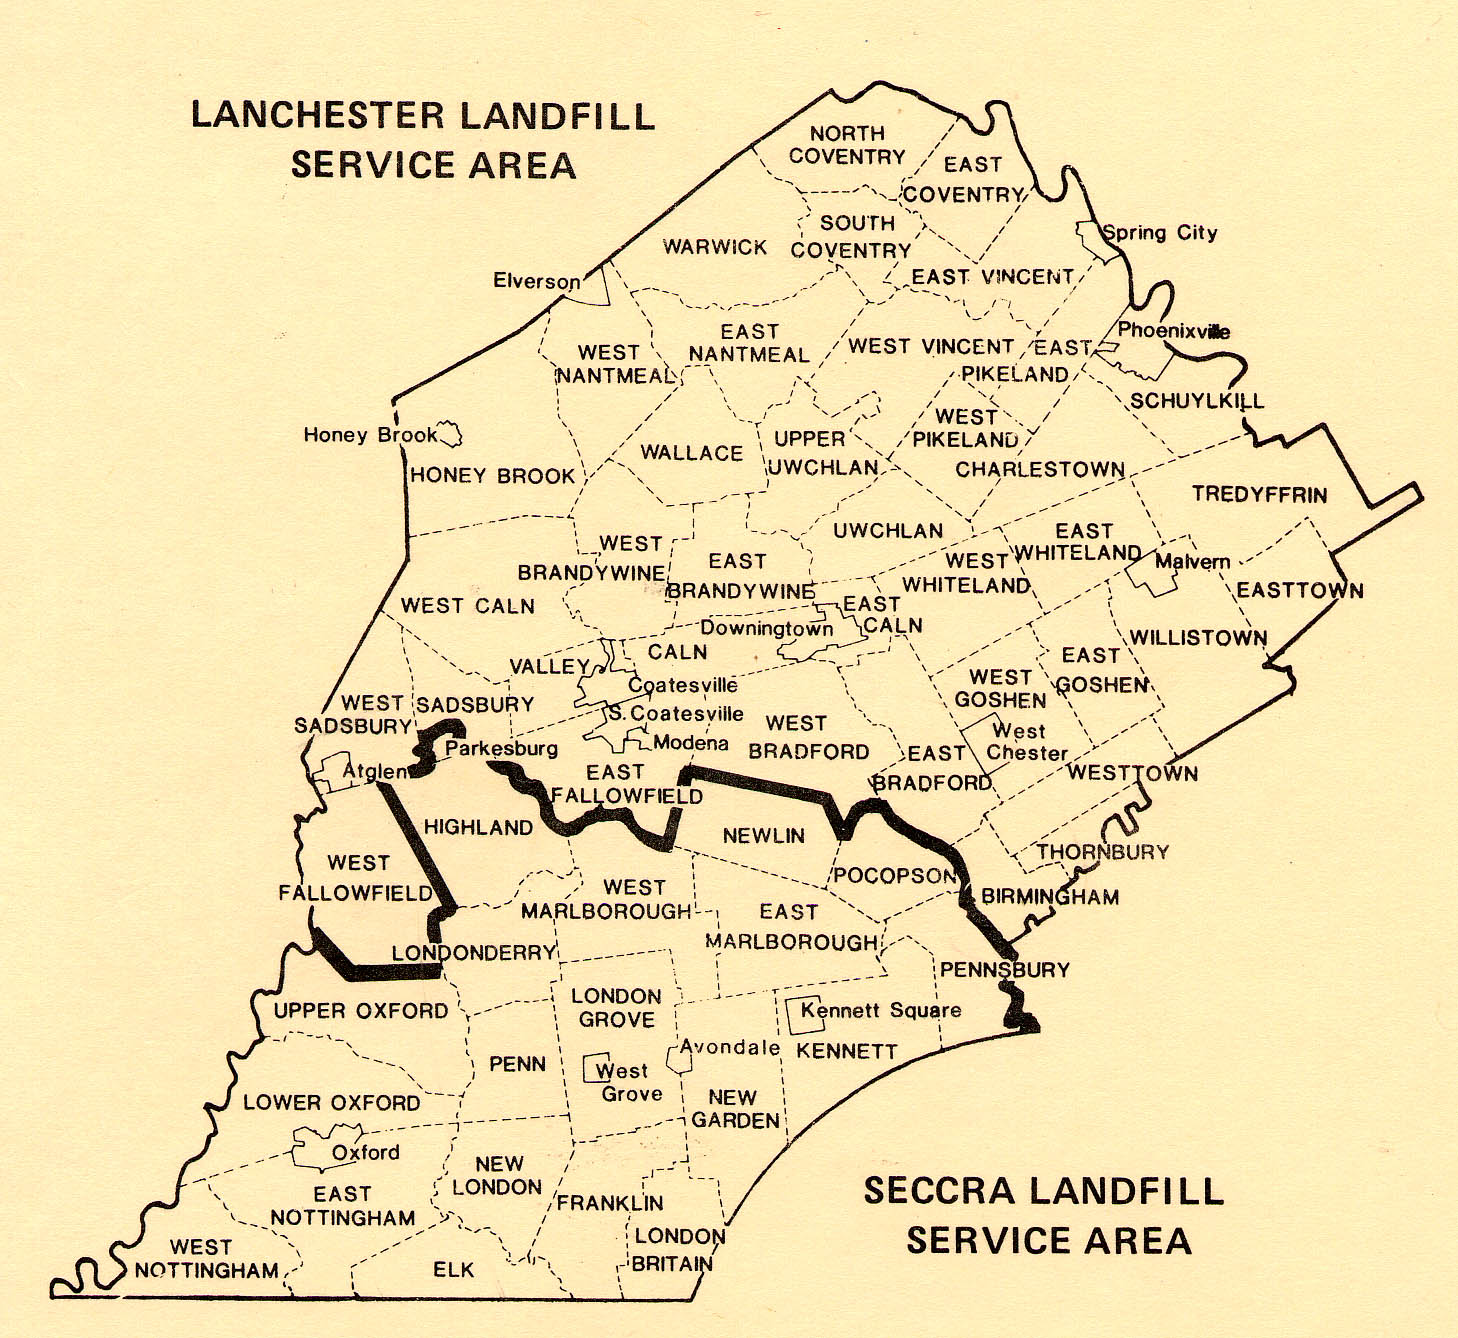 LANCHESTER LANDFILL
SERVICE AREA
NORTH
COVENTRY
EAST
COVENTRY
SOUTH
COVENTRY
WARWICK
Spring City
EAST VINCENT
Elverson
EAST
NANTMEAL
WEST
NANTMEAL
WEST VINCENT
EAST
PIKELAND
Phoenixville
SCHUYLKILL
Honey Brook
HONEY BROOK
WALLACE
UPPER
UWCHLAN
WEST
PIKELAND
CHARLESTOWN
TREDYFFRIN
UWCHLAN
EAST
WHITELAND
WEST
WHITELAND
Malvern
EASTTOWN
WEST
BRANDYWINE
EAST
BRANDYWINE
WEST CALN
EAST
CALN
Downingtown
WILLISTOWN
VALLEY
CALN
EAST
GOSHEN
WEST
GOSHEN
Coatesville
S. Coatesville
Modena
WEST
SADSBURY
SADSBURY
Parkesburg
Atglen
WEST
BRADFORD
EAST
BRADFORD
West
Chester
WESTTOWN
EAST
FALLOWFIELD
HIGHLAND
NEWLIN
THORNBURY
WEST
FALLOWFIELD
POCOPSON
BIRMINGHAM
WEST
MARLBOROUGH
EAST
MARLBOROUGH
LONDONDERRY
PENNSBURY
UPPER OXFORD
LONDON
GROVE
Kennett Square
KENNETT
Avondale
PENN
West
Grove
LOWER OXFORD
NEW
GARDEN
Oxford
NEW
LONDON
EAST
NOTTINGHAM
FRANKLIN
LONDON
BRITAIN
WEST
NOTTINGHAM
ELK
SECCRA LANDFILL
SERVICE AREA